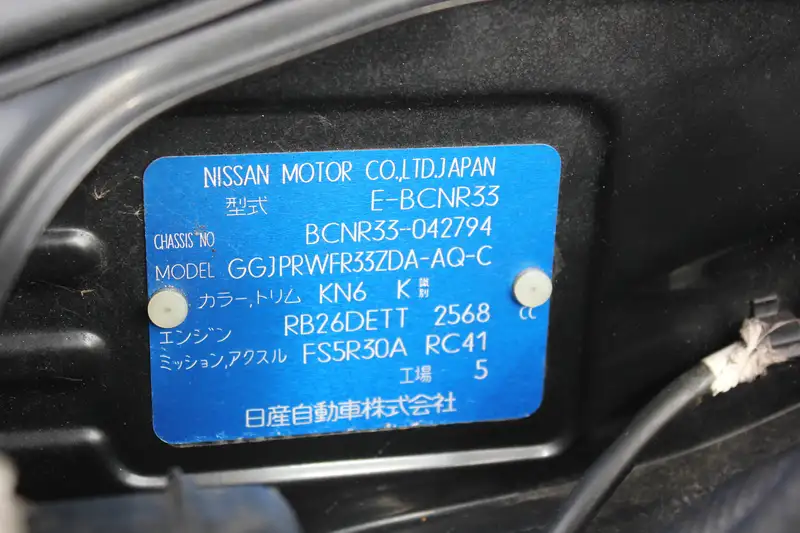 NISSAN MOTOR CO.,LTD.JAPAN
型式 E-BCNR33
CHASSIS NO BCNR33-042794
MODEL GGJPRWFR33ZDA-AQ-C
カラー,トリム KN6 K 識別
エンジン RB26DETT 2568 CC
ミッション,アクスル FS5R30A RC41
工場 5
日産自動車株式会社